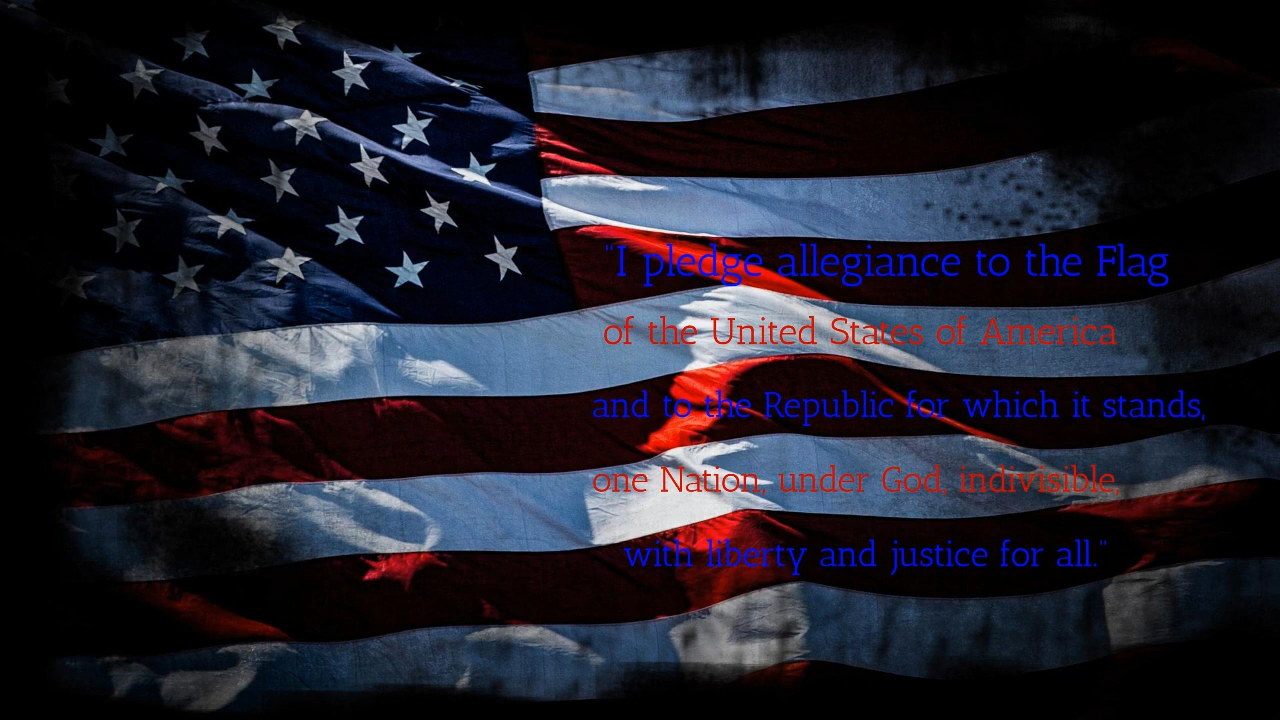 "I pledge allegiance to the Flag
of the United States of America
and to the Republic for which it stands,
one Nation, under God, indivisible,
with liberty and justice for all."